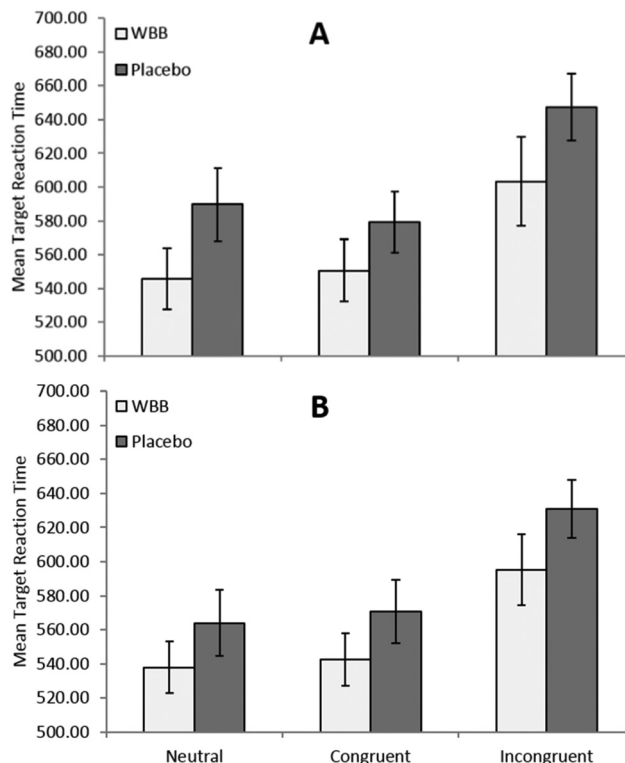 A
WBB
Placebo
Mean Target Reaction Time
700.00
680.00
660.00
640.00
620.00
600.00
580.00
560.00
540.00
520.00
500.00
B
WBB
Placebo
Mean Target Reaction Time
700.00
680.00
660.00
640.00
620.00
600.00
580.00
560.00
540.00
520.00
500.00
Neutral Congruent Incongruent